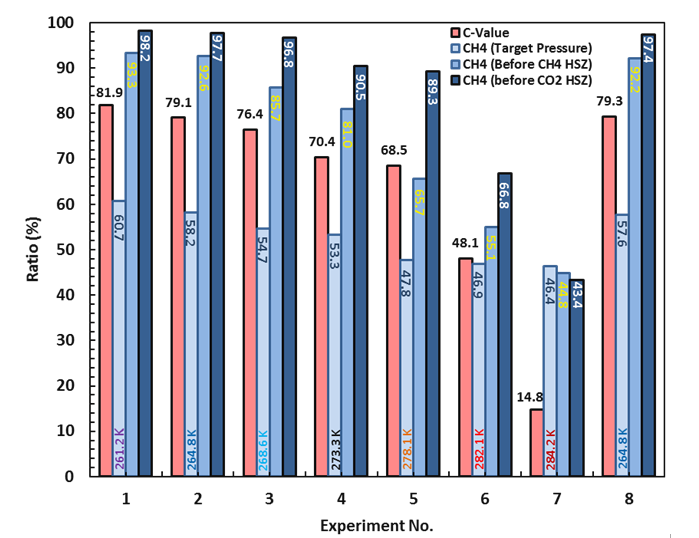 100
90
80
70
60
50
40
30
20
10
0
Ratio (%)
C-Value
CH4 (Target Pressure)
CH4 (Before CH4 HSZ)
CH4 (before CO2 HSZ)
81.9
60.7
93.3
98.2
261.2 K
79.1
58.2
92.6
97.7
264.8 K
76.4
54.7
85.7
96.8
268.6 K
70.4
53.3
81.0
90.5
273.3 K
68.5
47.8
65.7
89.3
278.1 K
48.1
46.9
55.1
66.8
282.1 K
14.8
46.4
44.8
43.4
284.2 K
79.3
57.6
92.2
97.4
264.8 K
1 2 3 4 5 6 7 8
Experiment No.